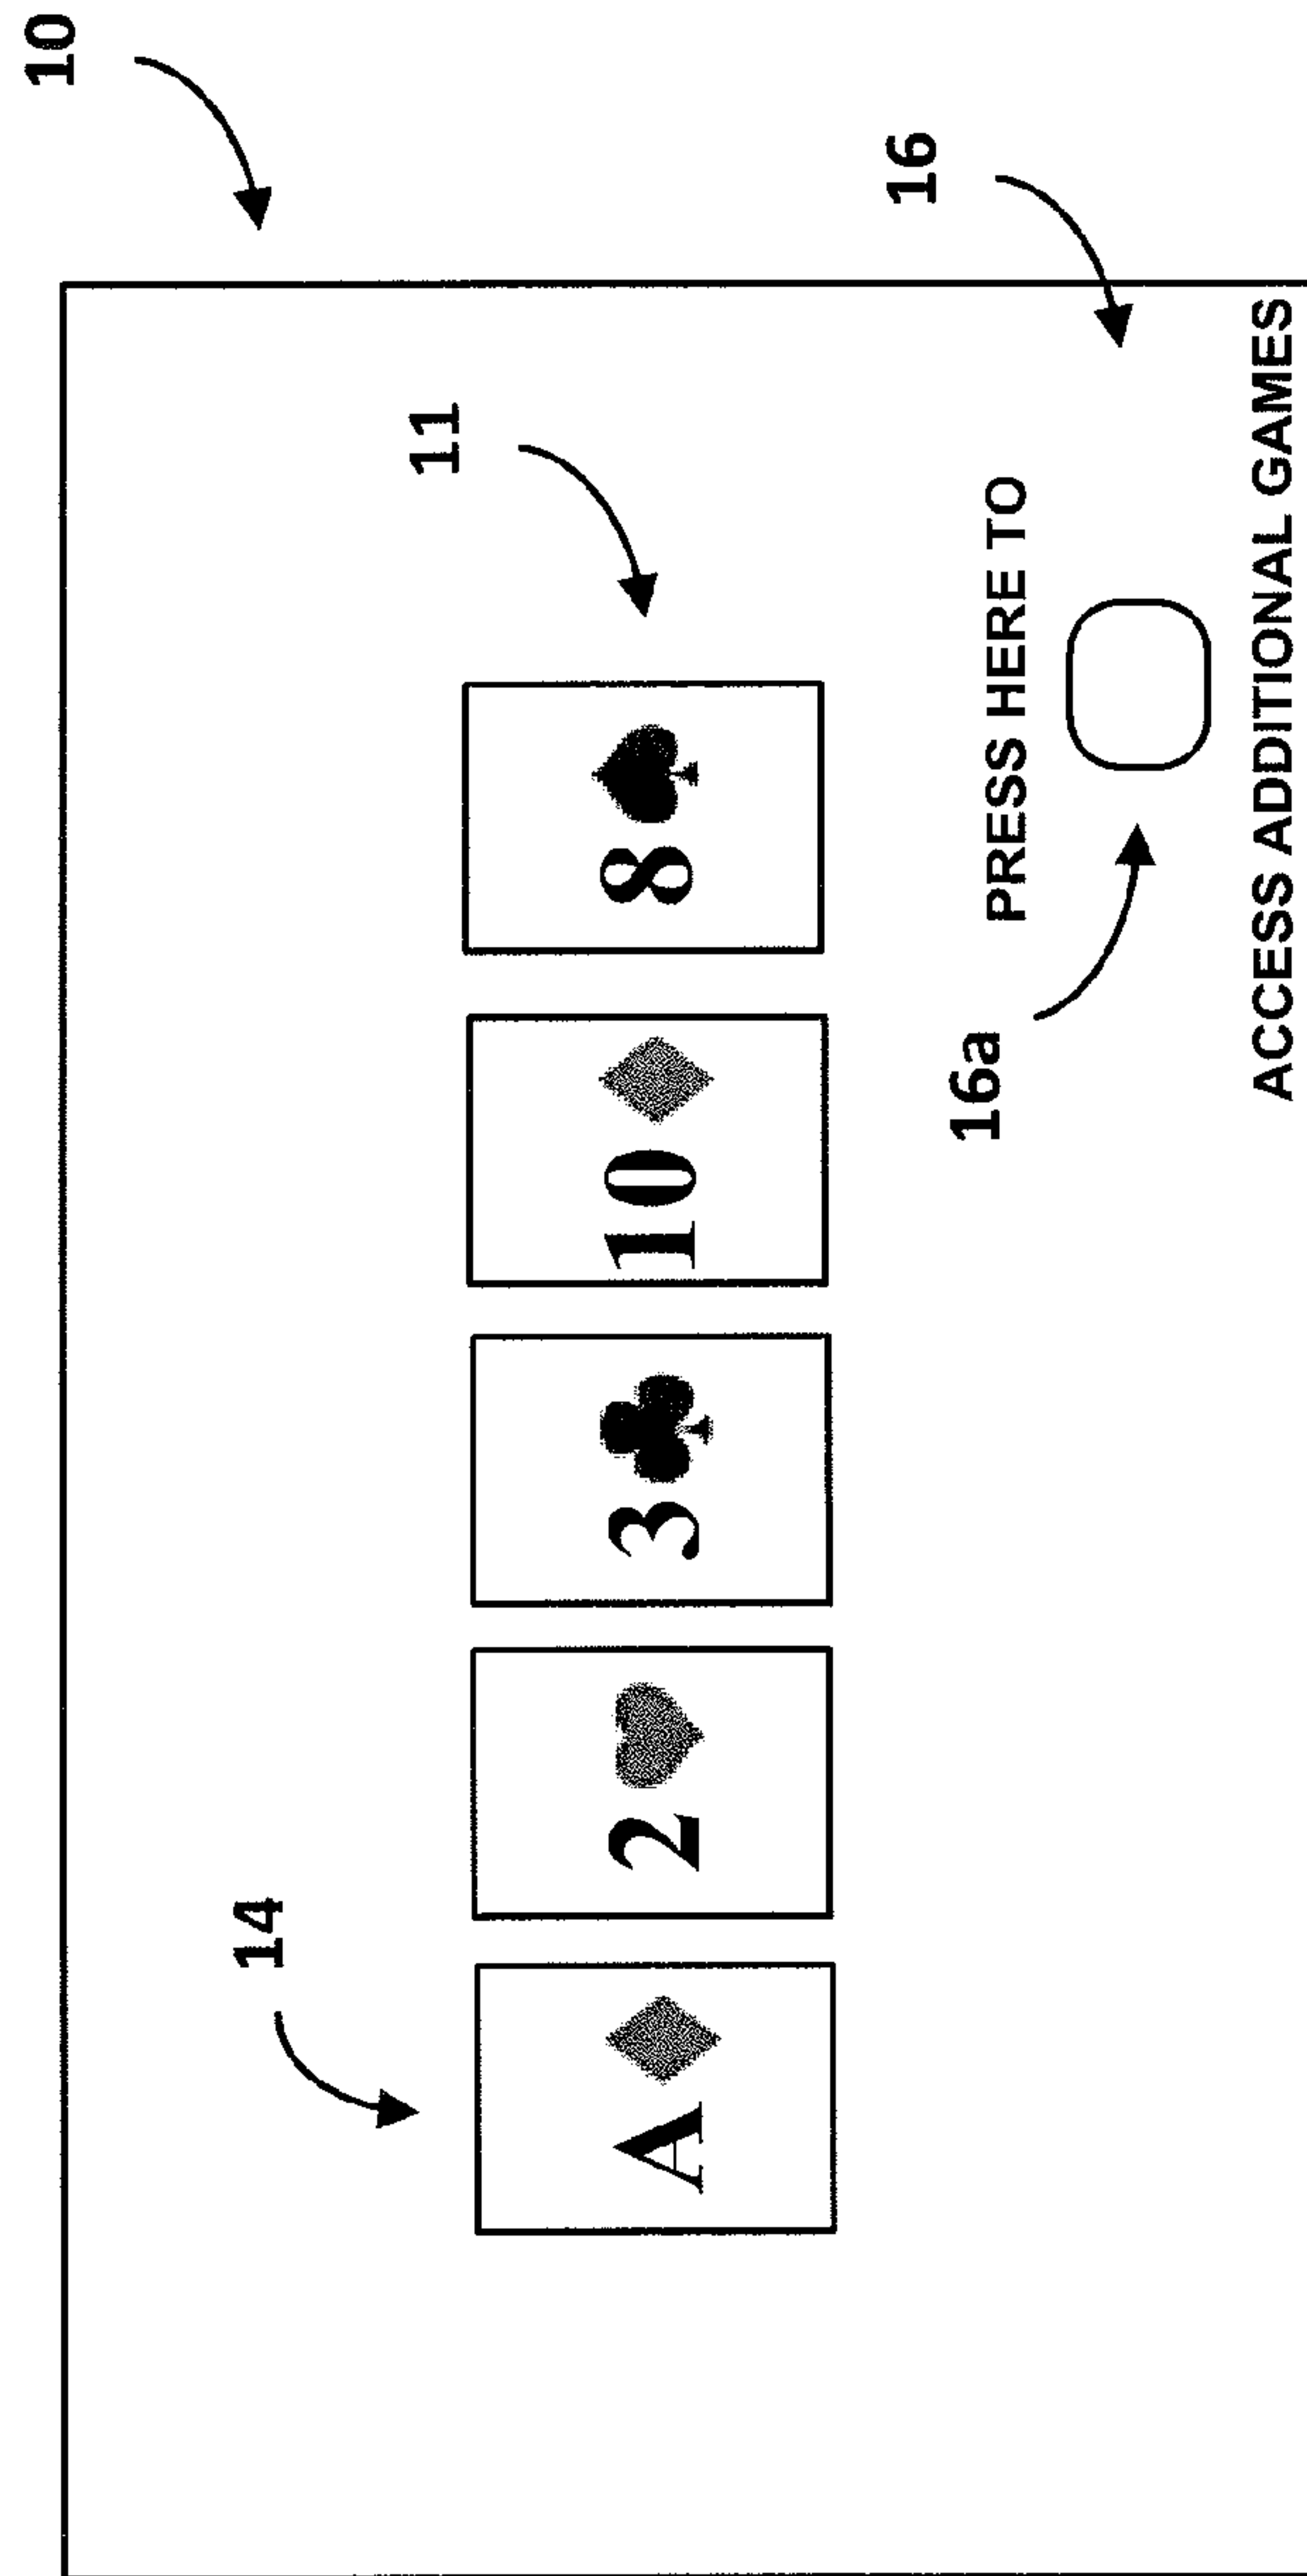 10
14
11
A♦ 2♥ 3♣ 10♦ 8♠
16
16a
PRESS HERE TO
ACCESS ADDITIONAL GAMES